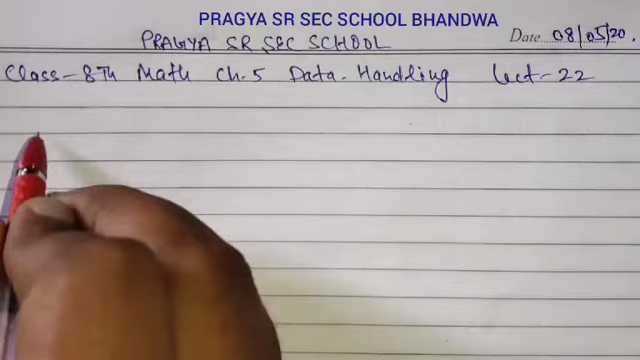 PRAGYA SR SEC SCHOOL BHANDWA
PRAGYA SR SEC SCHOOL Date 08/05/20.
Class-8Th Math Ch.5 Data-Handling Lect-22